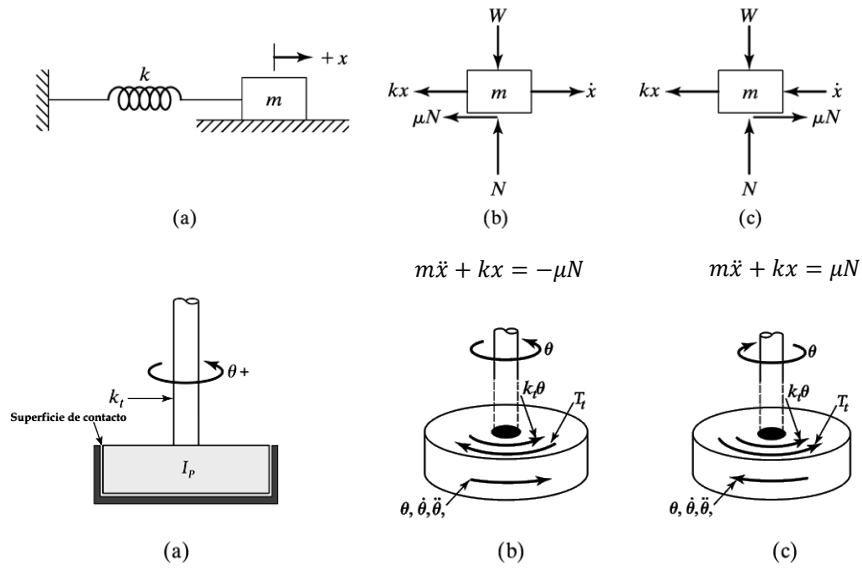 k
+ x
m
(a)
W
kx
m
ẋ
μN
N
(b)
W
kx
m
ẋ
μN
N
(c)
mẍ + kx = −μN
mẍ + kx = μN
θ +
k_t
Superficie de contacto
I_P
(a)
θ
k_tθ
T_t
θ, θ̇, θ̈,
(b)
θ
k_tθ
T_t
θ, θ̇, θ̈,
(c)